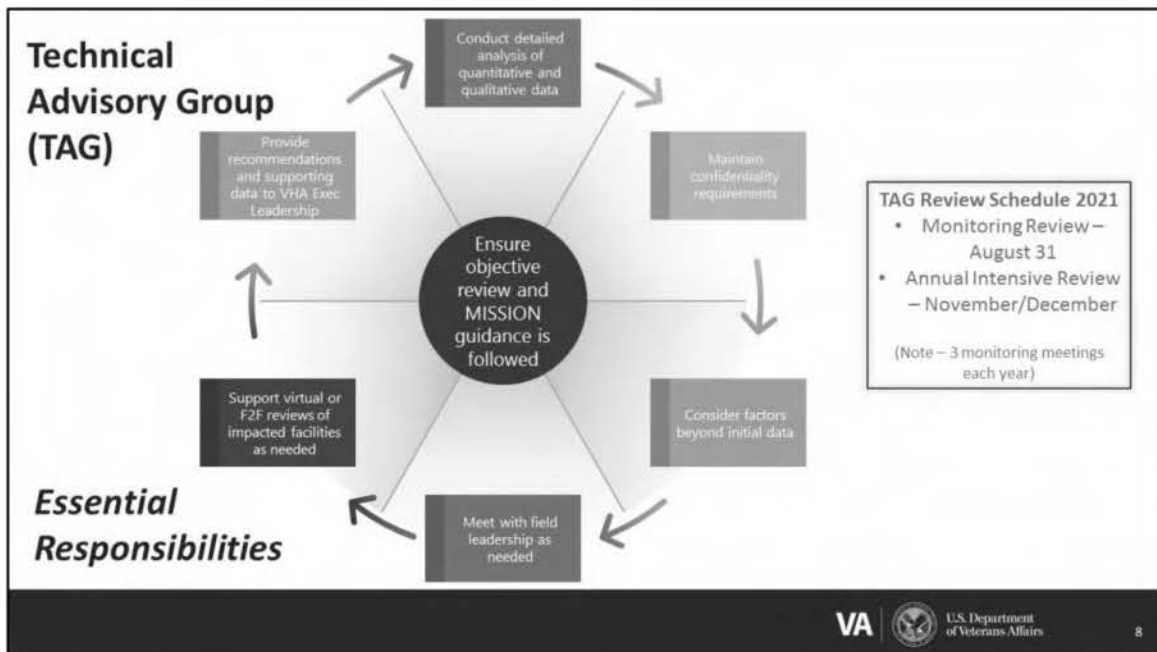 Technical
Advisory Group
(TAG)
Conduct detailed
analysis of
quantitative and
qualitative data
Maintain
confidentiality
requirements
Consider factors
beyond initial data
Meet with field
leadership as
needed
Support virtual or
F2F reviews of
impacted facilities
as needed
Provide
recommendations
and supporting
data to VHA Exec
Leadership
Ensure
objective
review and
MISSION
guidance is
followed
TAG Review Schedule 2021
• Monitoring Review –
August 31
• Annual Intensive Review
– November/December
(Note – 3 monitoring meetings
each year)
Essential
Responsibilities
VA
U.S. Department
of Veterans Affairs
8